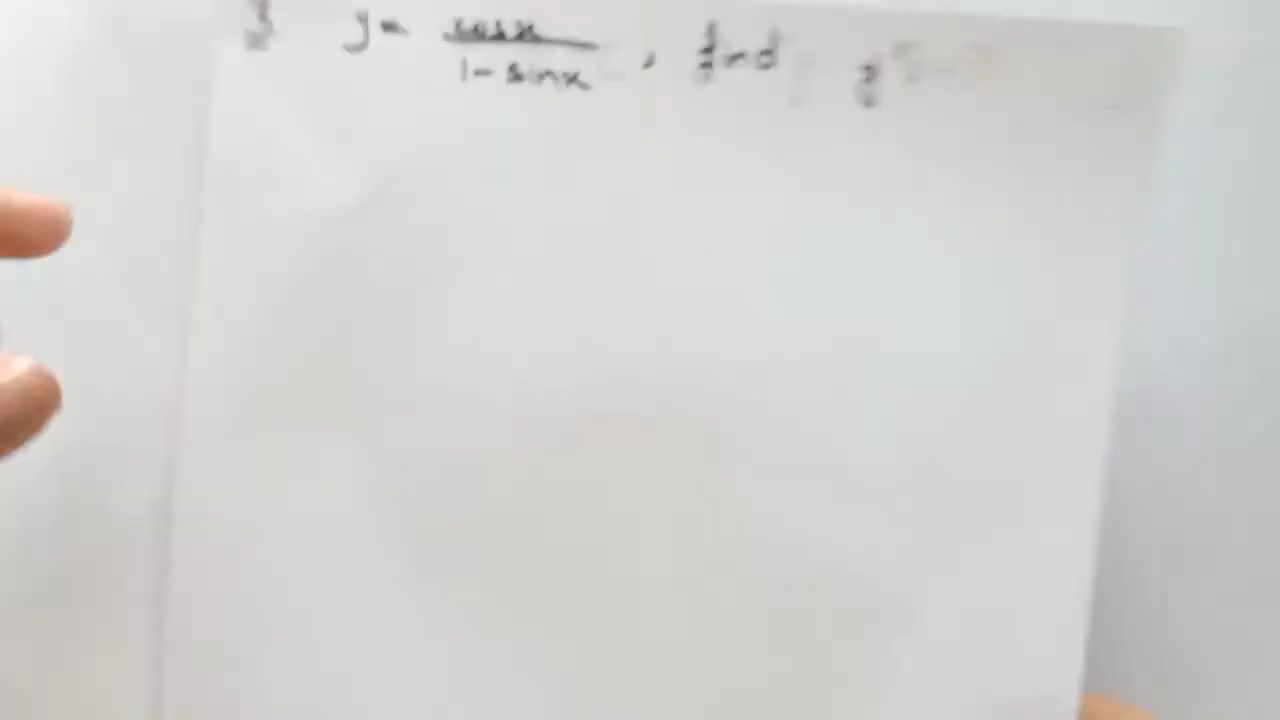 y = cosx / 1 - sinx , find